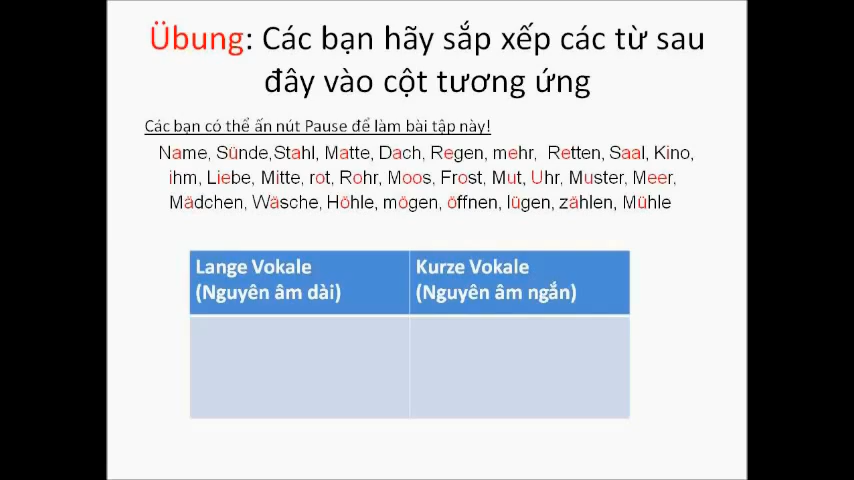 Übung: Các bạn hãy sắp xếp các từ sau
đây vào cột tương ứng
Các bạn có thể ấn nút Pause để làm bài tập này!
Name, Sünde,Stahl, Matte, Dach, Regen, mehr, Retten, Saal, Kino,
ihm, Liebe, Mitte, rot, Rohr, Moos, Frost, Mut, Uhr, Muster, Meer,
Mädchen, Wäsche, Höhle, mögen, öffnen, lügen, zählen, Mühle
Lange Vokale
(Nguyên âm dài)
Kurze Vokale
(Nguyên âm ngắn)